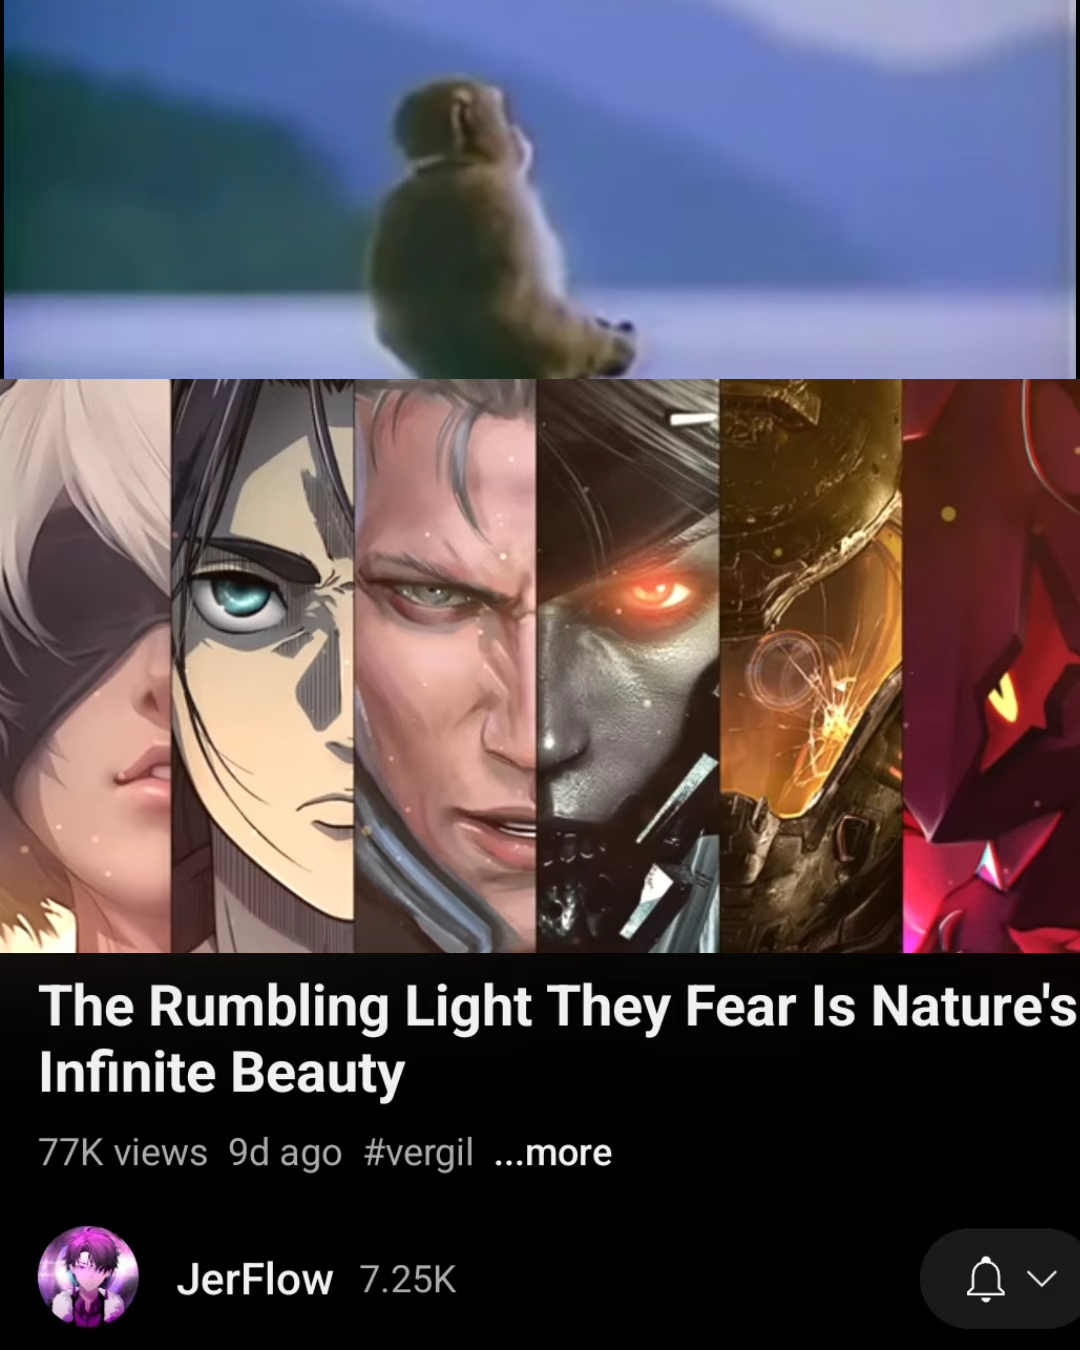 The Rumbling Light They Fear Is Nature's
Infinite Beauty
77K views 9d ago #vergil ...more
JerFlow 7.25K